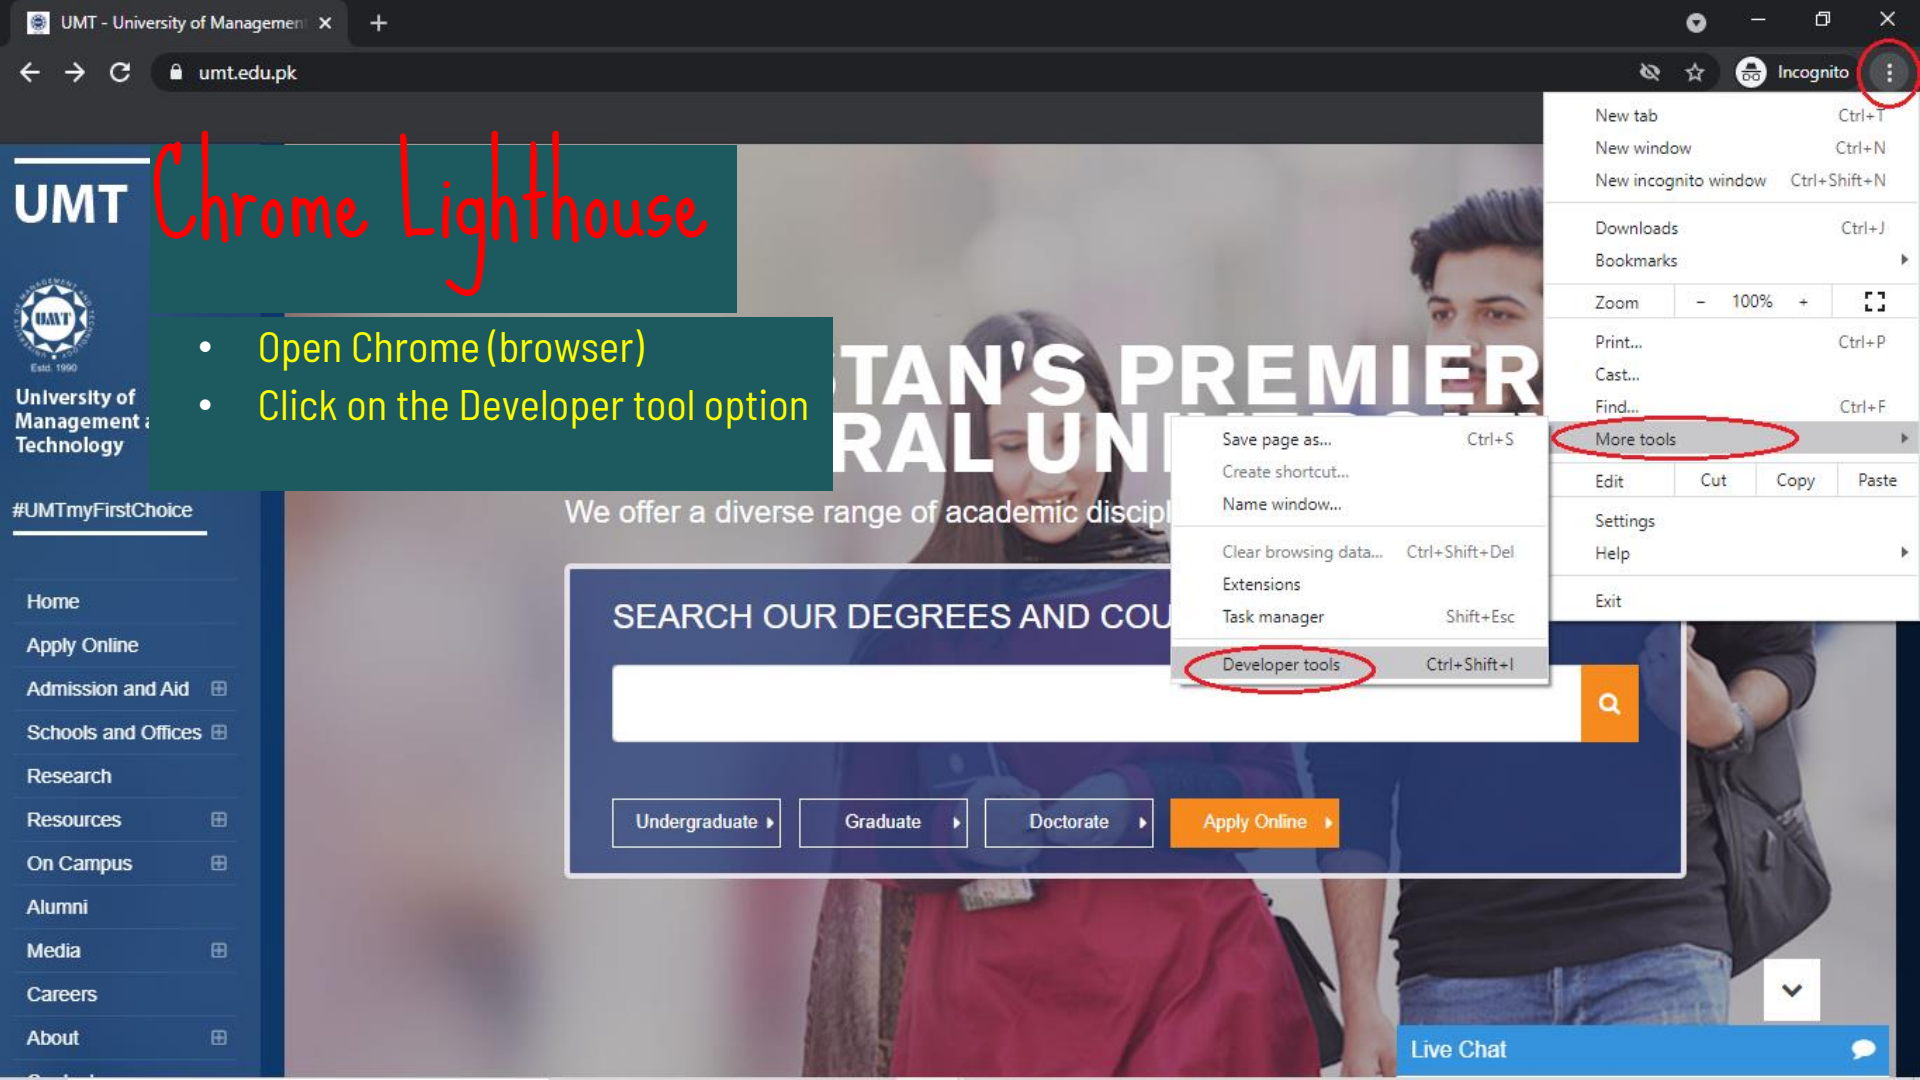 UMT - University of Managemen
umt.edu.pk
Incognito
New tab Ctrl+T
New window Ctrl+N
New incognito window Ctrl+Shift+N
Downloads Ctrl+J
Bookmarks
Zoom - 100% +
Print... Ctrl+P
Cast...
Find... Ctrl+F
More tools
Edit Cut Copy Paste
Settings
Help
Exit
Save page as... Ctrl+S
Create shortcut...
Name window...
Clear browsing data... Ctrl+Shift+Del
Extensions
Task manager Shift+Esc
Developer tools Ctrl+Shift+I
Chrome Lighthouse
• Open Chrome (browser)
• Click on the Developer tool option
UMT
UMT
Estd. 1990
University of
Management
Technology
#UMTmyFirstChoice
Home
Apply Online
Admission and Aid
Schools and Offices
Research
Resources
On Campus
Alumni
Media
Careers
About
TAN'S PREMIER
RAL UN
We offer a diverse range of academic discipl
SEARCH OUR DEGREES AND COU
Undergraduate
Graduate
Doctorate
Apply Online
Live Chat